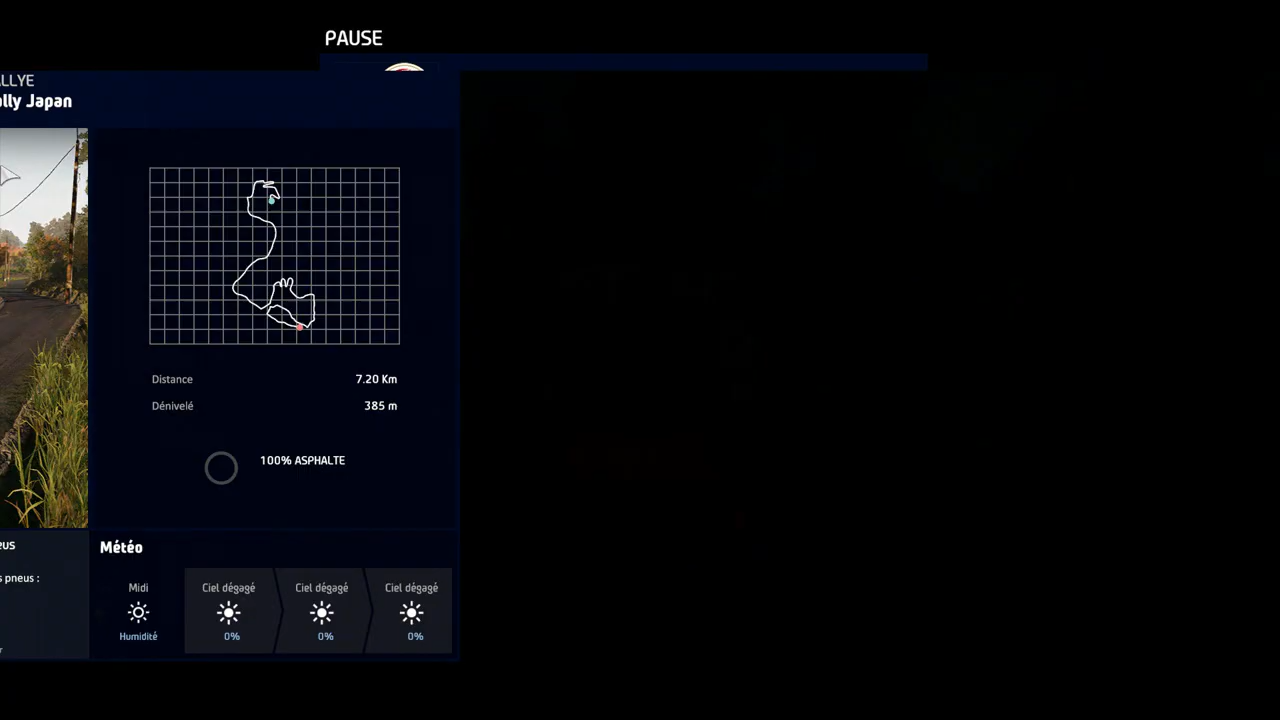 PAUSE
LLYE
lly Japan
Distance 7.20 Km
Dénivelé 385 m
100% ASPHALTE
EUS
s pneus :
r
Météo
Midi
Humidité
Ciel dégagé
0%
Ciel dégagé
0%
Ciel dégagé
0%